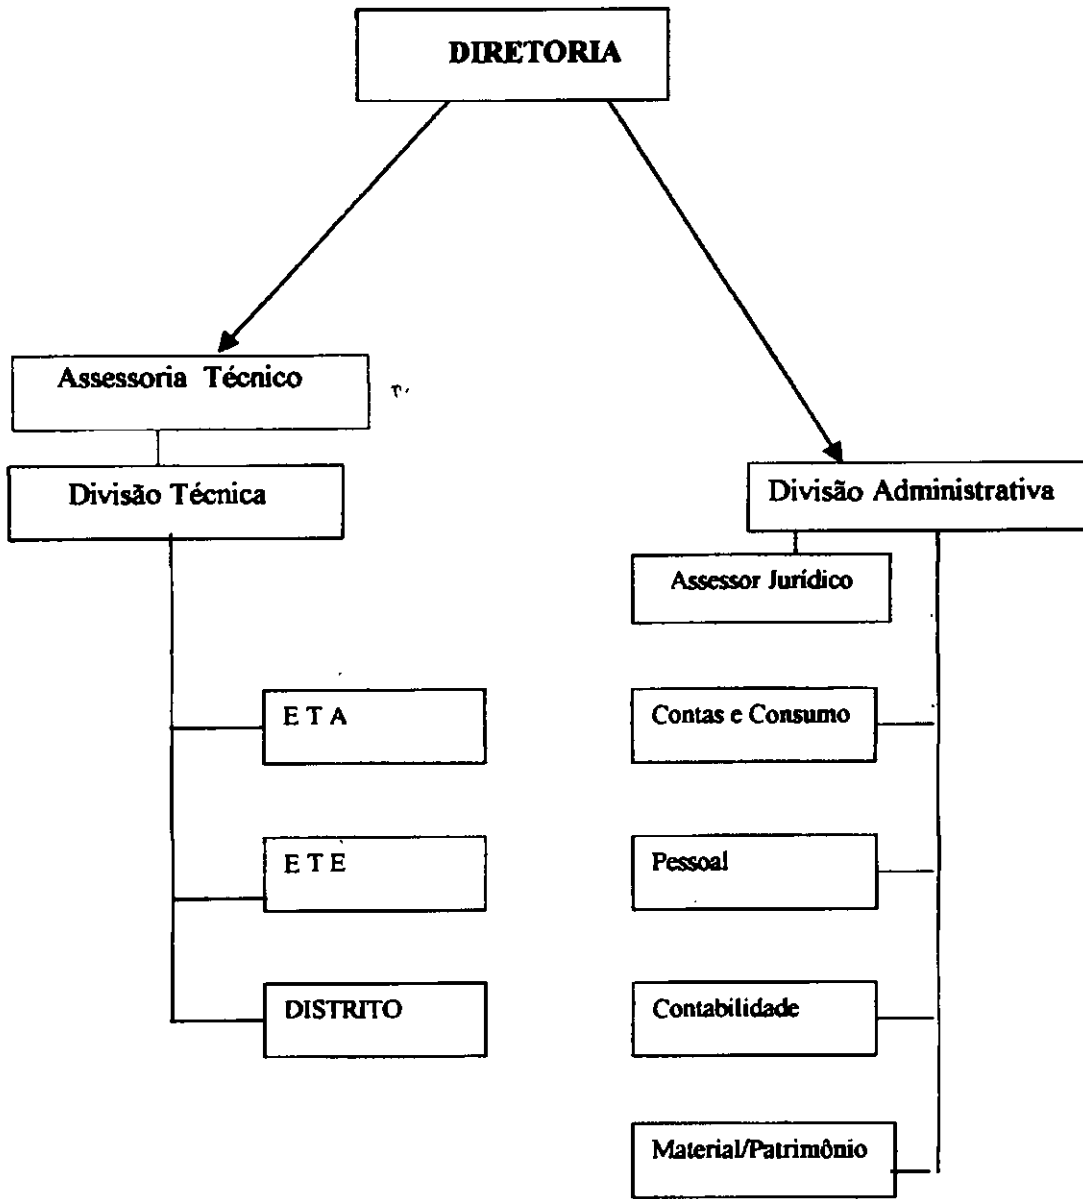 DIRETORIA
Assessoria Técnico
Divisão Técnica
Divisão Administrativa
Assessor Jurídico
E T A
Contas e Consumo
E T E
Pessoal
DISTRITO
Contabilidade
Material/Patrimônio